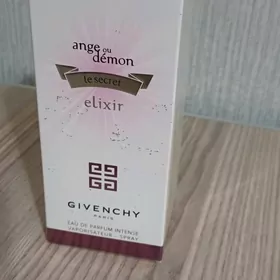 ange ou
démon
le secret
elixir
GIVENCHY
PARIS
EAU DE PARFUM INTENSE
VAPORISATEUR - SPRAY